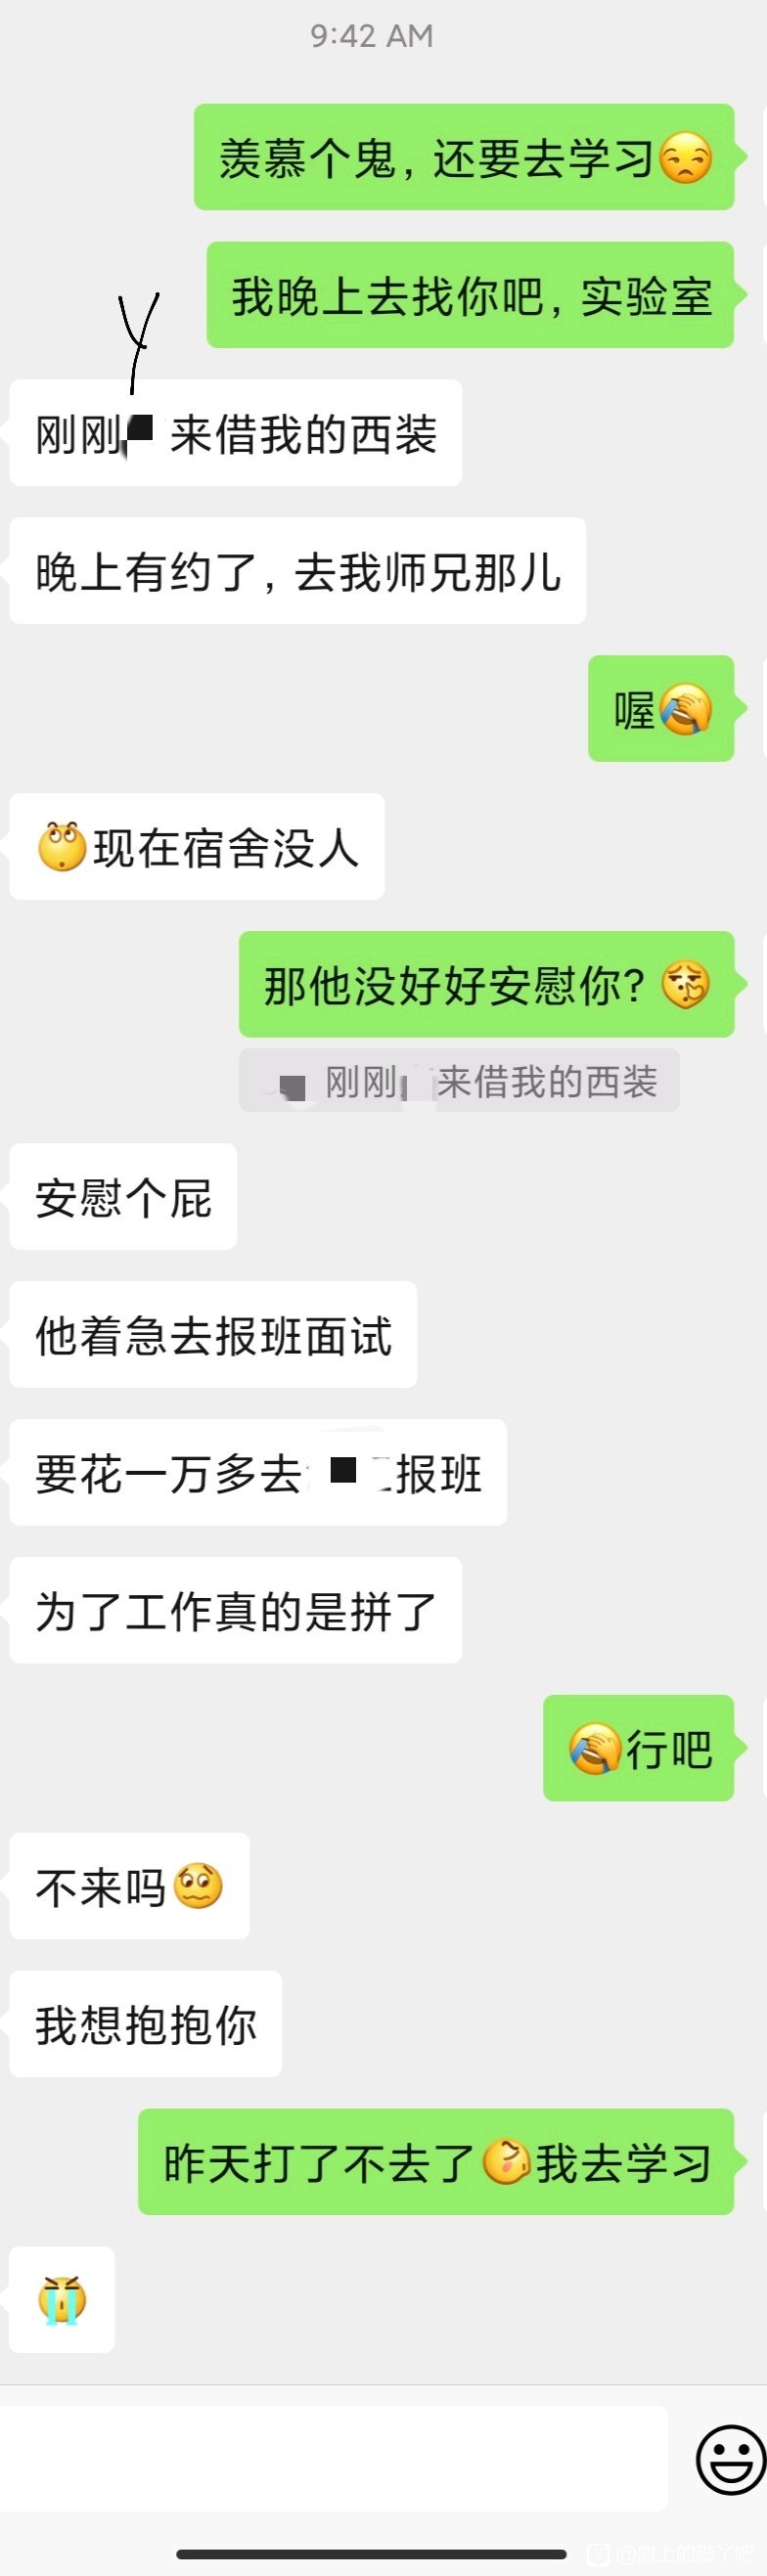 9:42 AM
羡慕个鬼，还要去学习
我晚上去找你吧，实验室
Y
刚刚 来借我的西装
晚上有约了，去我师兄那儿
喔
现在宿舍没人
那他没好好安慰你？
刚刚 来借我的西装
安慰个屁
他着急去报班面试
要花一万多去 报班
为了工作真的是拼了
行吧
不来吗
我想抱抱你
昨天打了不去了我去学习
@肩上的脚丫吧